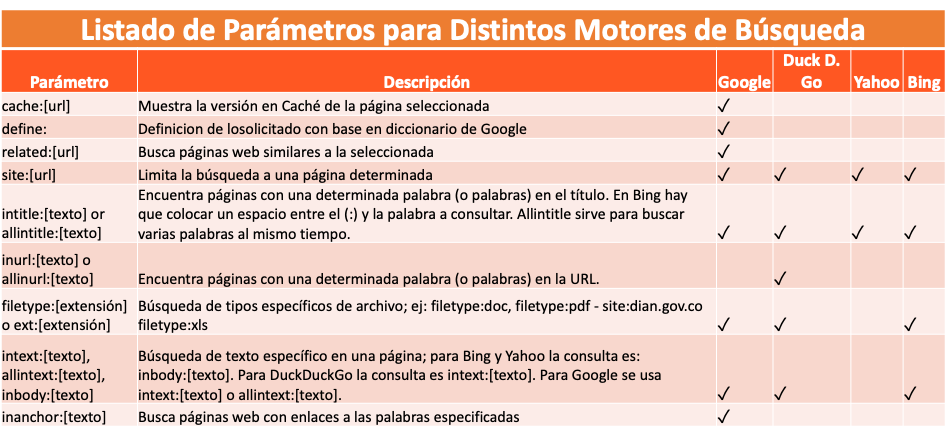 Listado de Parámetros para Distintos Motores de Búsqueda
Parámetro Descripción Google Duck D. Go Yahoo Bing
cache:[url] Muestra la versión en Caché de la página seleccionada ✓
define: Definicion de losolicitado con base en diccionario de Google ✓
related:[url] Busca páginas web similares a la seleccionada ✓
site:[url] Limita la búsqueda a una página determinada ✓ ✓ ✓ ✓
intitle:[texto] or
allintitle:[texto]
Encuentra páginas con una determinada palabra (o palabras) en el título. En Bing hay
que colocar un espacio entre el (:) y la palabra a consultar. Allintitle sirve para buscar
varias palabras al mismo tiempo. ✓ ✓ ✓ ✓
inurl:[texto] o
allinurl:[texto]
Encuentra páginas con una determinada palabra (o palabras) en la URL. ✓
filetype:[extensión]
o ext:[extensión]
Búsqueda de tipos específicos de archivo; ej: filetype:doc, filetype:pdf - site:dian.gov.co
filetype:xls ✓ ✓ ✓
intext:[texto],
allintext:[texto],
inbody:[texto]
Búsqueda de texto específico en una página; para Bing y Yahoo la consulta es:
inbody:[texto]. Para DuckDuckGo la consulta es intext:[texto]. Para Google se usa
intext:[texto] o allintext:[texto]. ✓ ✓ ✓
inanchor:[texto] Busca páginas web con enlaces a las palabras especificadas ✓